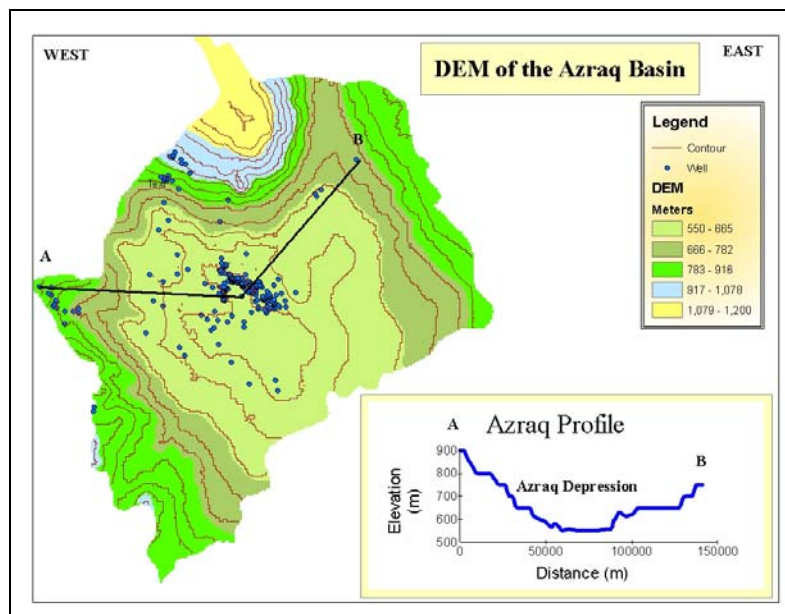 WEST
EAST
DEM of the Azraq Basin
B
A
Legend
Contour
Well
DEM
Meters
550 - 665
666 - 782
783 - 916
917 - 1,078
1,079 - 1,200
A
Azraq Profile
B
Azraq Depression
Elevation
(m)
900
800
700
600
500
0
50000
100000
150000
Distance (m)